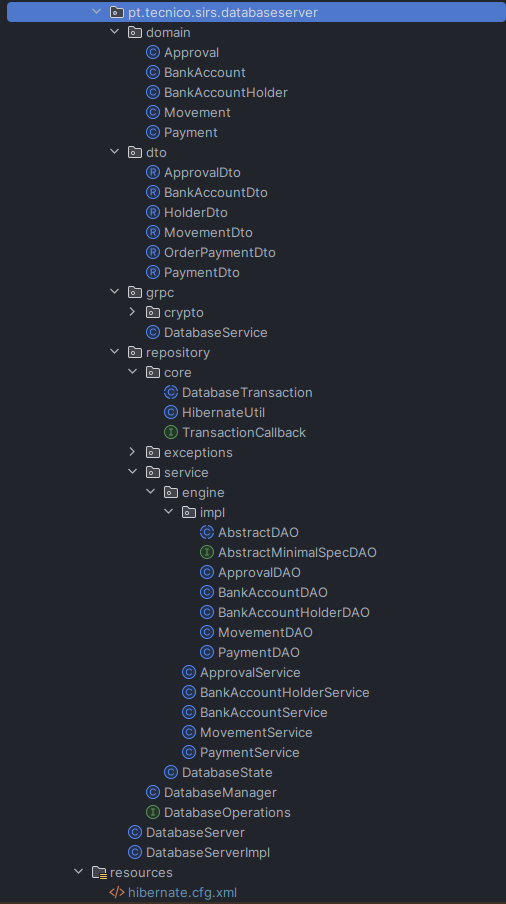 pt.tecnico.sirs.databaseserver
domain
C Approval
C BankAccount
C BankAccountHolder
C Movement
C Payment
dto
R ApprovalDto
R BankAccountDto
R HolderDto
R MovementDto
R OrderPaymentDto
R PaymentDto
grpc
crypto
C DatabaseService
repository
core
C DatabaseTransaction
C HibernateUtil
I TransactionCallback
exceptions
service
engine
impl
C AbstractDAO
I AbstractMinimalSpecDAO
C ApprovalDAO
C BankAccountDAO
C BankAccountHolderDAO
C MovementDAO
C PaymentDAO
C ApprovalService
C BankAccountHolderService
C BankAccountService
C MovementService
C PaymentService
C DatabaseState
C DatabaseManager
I DatabaseOperations
C DatabaseServer
C DatabaseServerImpl
resources
</> hibernate.cfg.xml